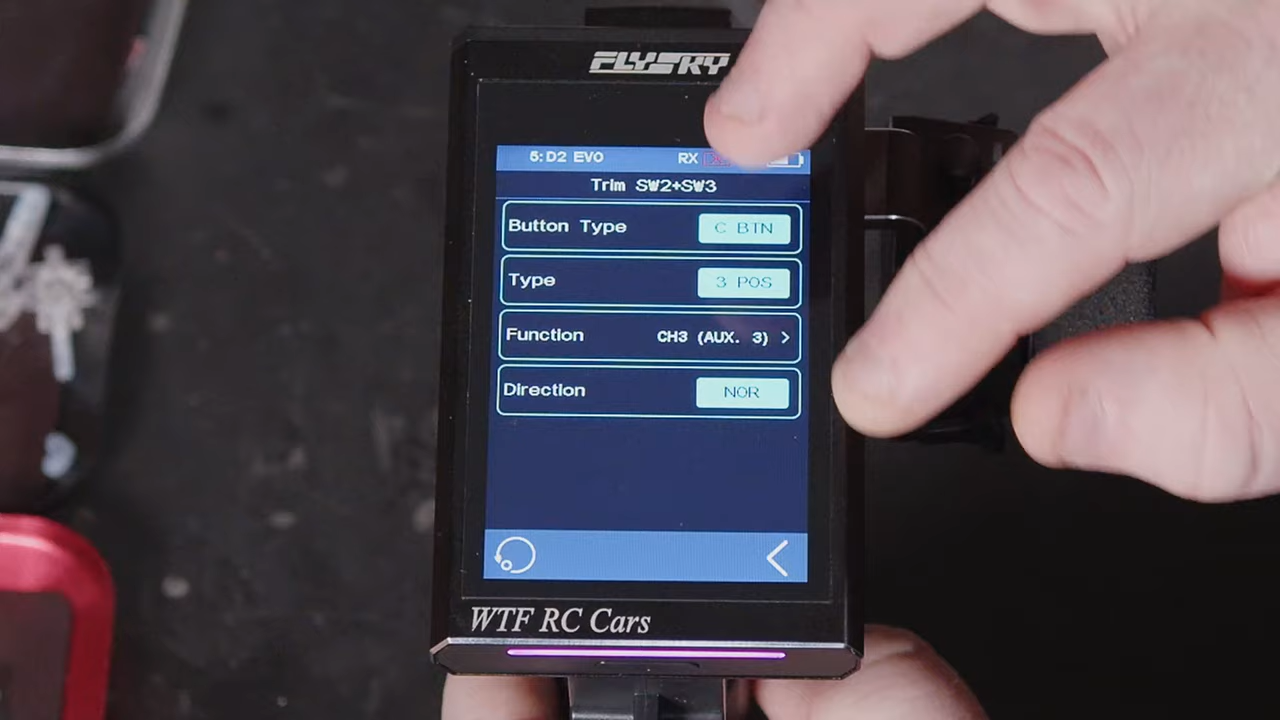 FLYSKY
5: D2 EVO RX
Trim SW2+SW3
Button Type C BTN
Type 3 POS
Function CH3 (AUX. 3) >
Direction NOR
WTF RC Cars